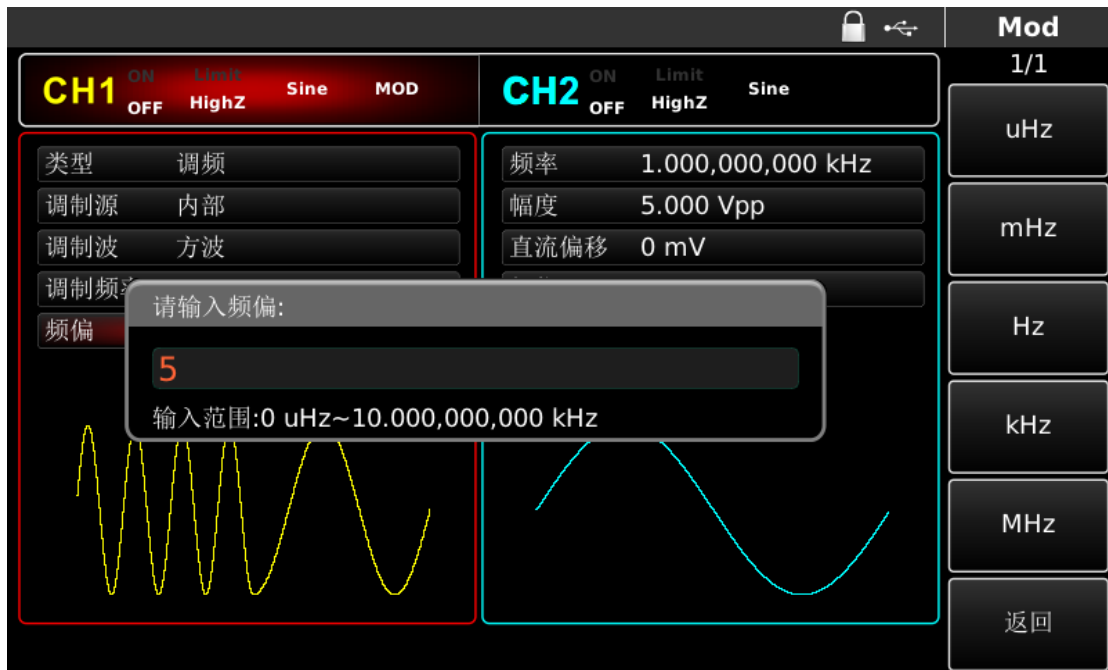 Mod
1/1
CH1 ON OFF Limit HighZ Sine MOD
CH2 ON OFF Limit HighZ Sine
类型 调频
调制源 内部
调制波 方波
调制频
频偏
频率 1.000,000,000 kHz
幅度 5.000 Vpp
直流偏移 0 mV
请输入频偏:
5
输入范围:0 uHz~10.000,000,000 kHz
uHz
mHz
Hz
kHz
MHz
返回